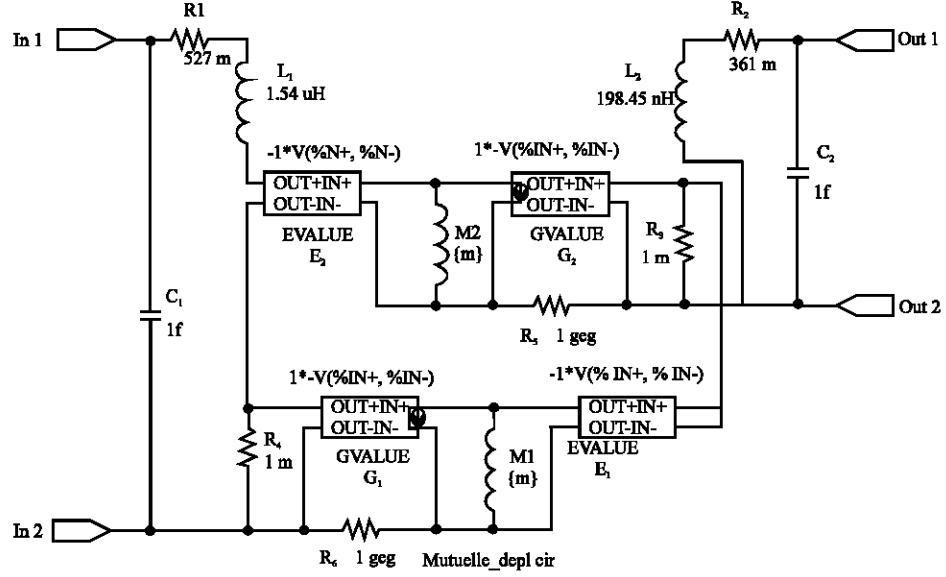 R1
R₂
In 1
Out 1
527 m
361 m
L₁
1.54 uH
L₂
198.45 nH
-1*V(%N+, %N-)
1*-V(%IN+, %IN-)
C₂
1f
OUT+IN+
OUT-IN-
OUT+IN+
OUT-IN-
M2
{m}
R₉
1 m
EVALUE
E₂
GVALUE
G₂
C₁
1f
Out 2
R₅ 1 geg
1*-V(%IN+, %IN-)
-1*V(% IN+, % IN-)
OUT+IN+
OUT-IN-
OUT+IN+
OUT-IN-
R₄
1 m
GVALUE
G₁
M1
{m}
EVALUE
E₁
In 2
R₆ 1 geg
Mutuelle_depl cir